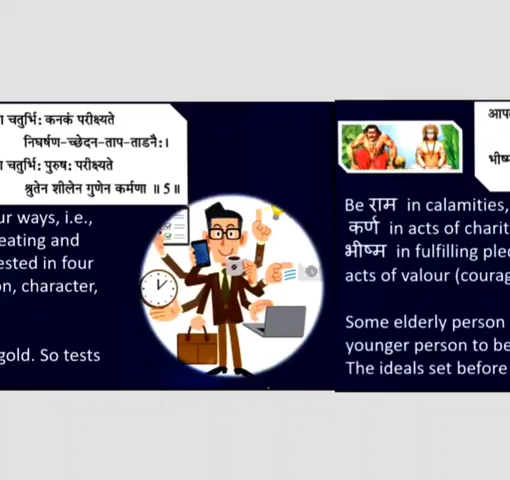 चतुर्भि: कनकं परीक्ष्यते
निघर्षण-च्छेदन-ताप-ताडनै:।
चतुर्भि: पुरुष: परीक्ष्यते
श्रुतेन शीलेन गुणेन कर्मणा ॥5॥
ways, i.e.,
eating and
ested in four
on, character,
gold. So tests
भीष्म
Be राम in calamities,
कर्ण in acts of charit
भीष्म in fulfilling pled
acts of valour (courag
Some elderly person
younger person to be
The ideals set before